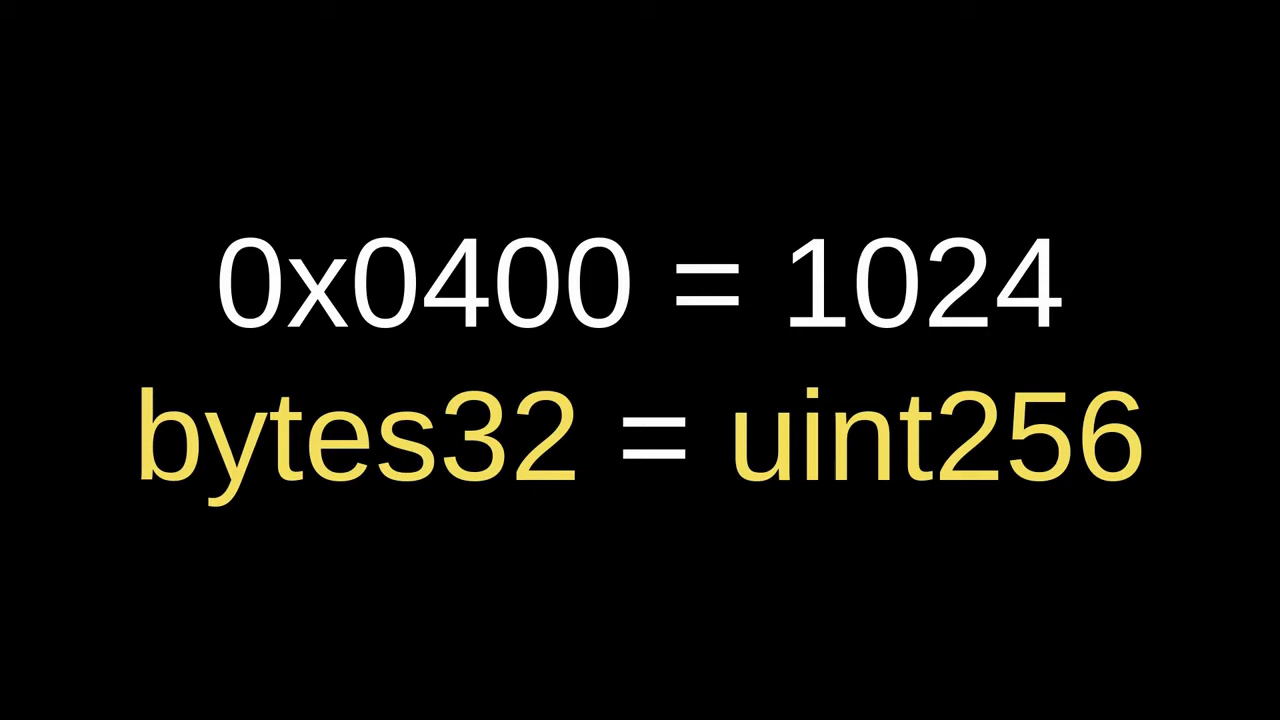 0x0400 = 1024
bytes32 = uint256